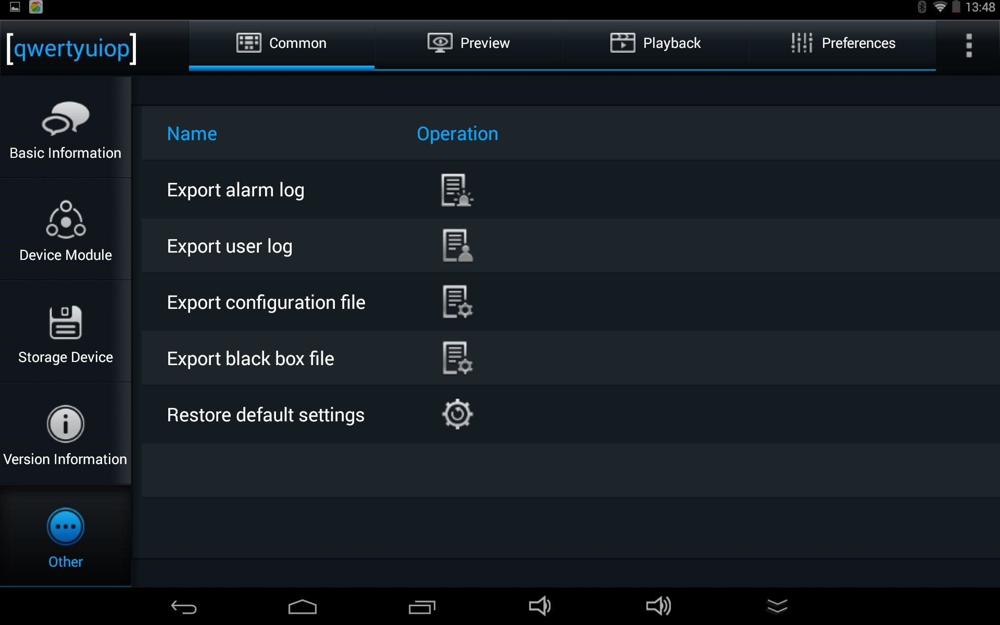 13:48
[qwertyuiop]
Common
Preview
Playback
Preferences
Basic Information
Device Module
Storage Device
Version Information
Other
Name Operation
Export alarm log
Export user log
Export configuration file
Export black box file
Restore default settings